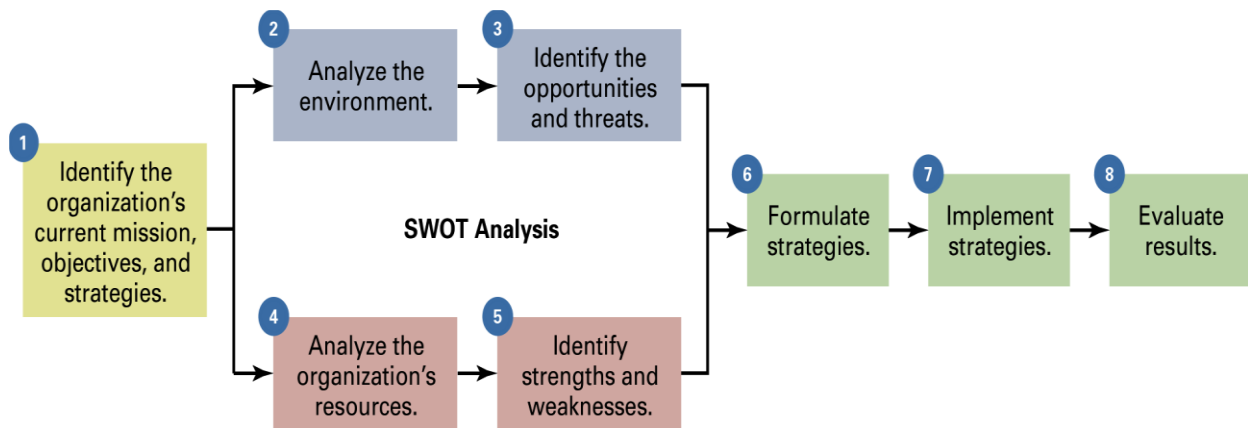 1
Identify the
organization's
current mission,
objectives, and
strategies.
2
Analyze the
environment.
3
Identify the
opportunities
and threats.
SWOT Analysis
4
Analyze the
organization's
resources.
5
Identify
strengths and
weaknesses.
6
Formulate
strategies.
7
Implement
strategies.
8
Evaluate
results.